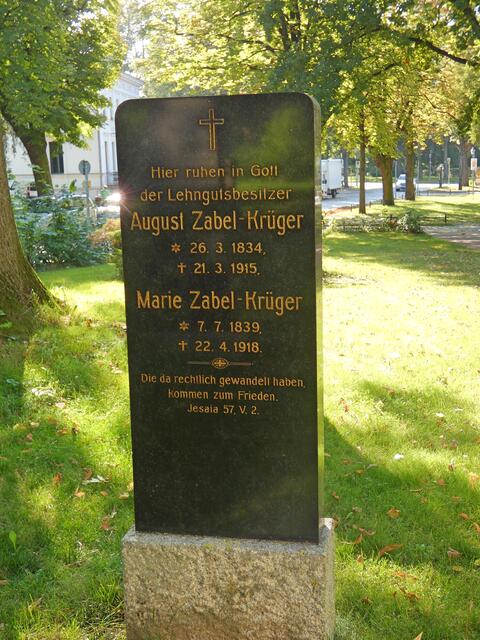 Hier ruhen in Gott
der Lehngutsbesitzer
August Zabel-Krüger
✲ 26. 3. 1834,
† 21. 3. 1915,
Marie Zabel-Krüger
✲ 7. 7. 1839,
† 22. 4. 1918.
Die da rechtlich gewandelt haben,
kommen zum Frieden.
Jesaia 57, V. 2.